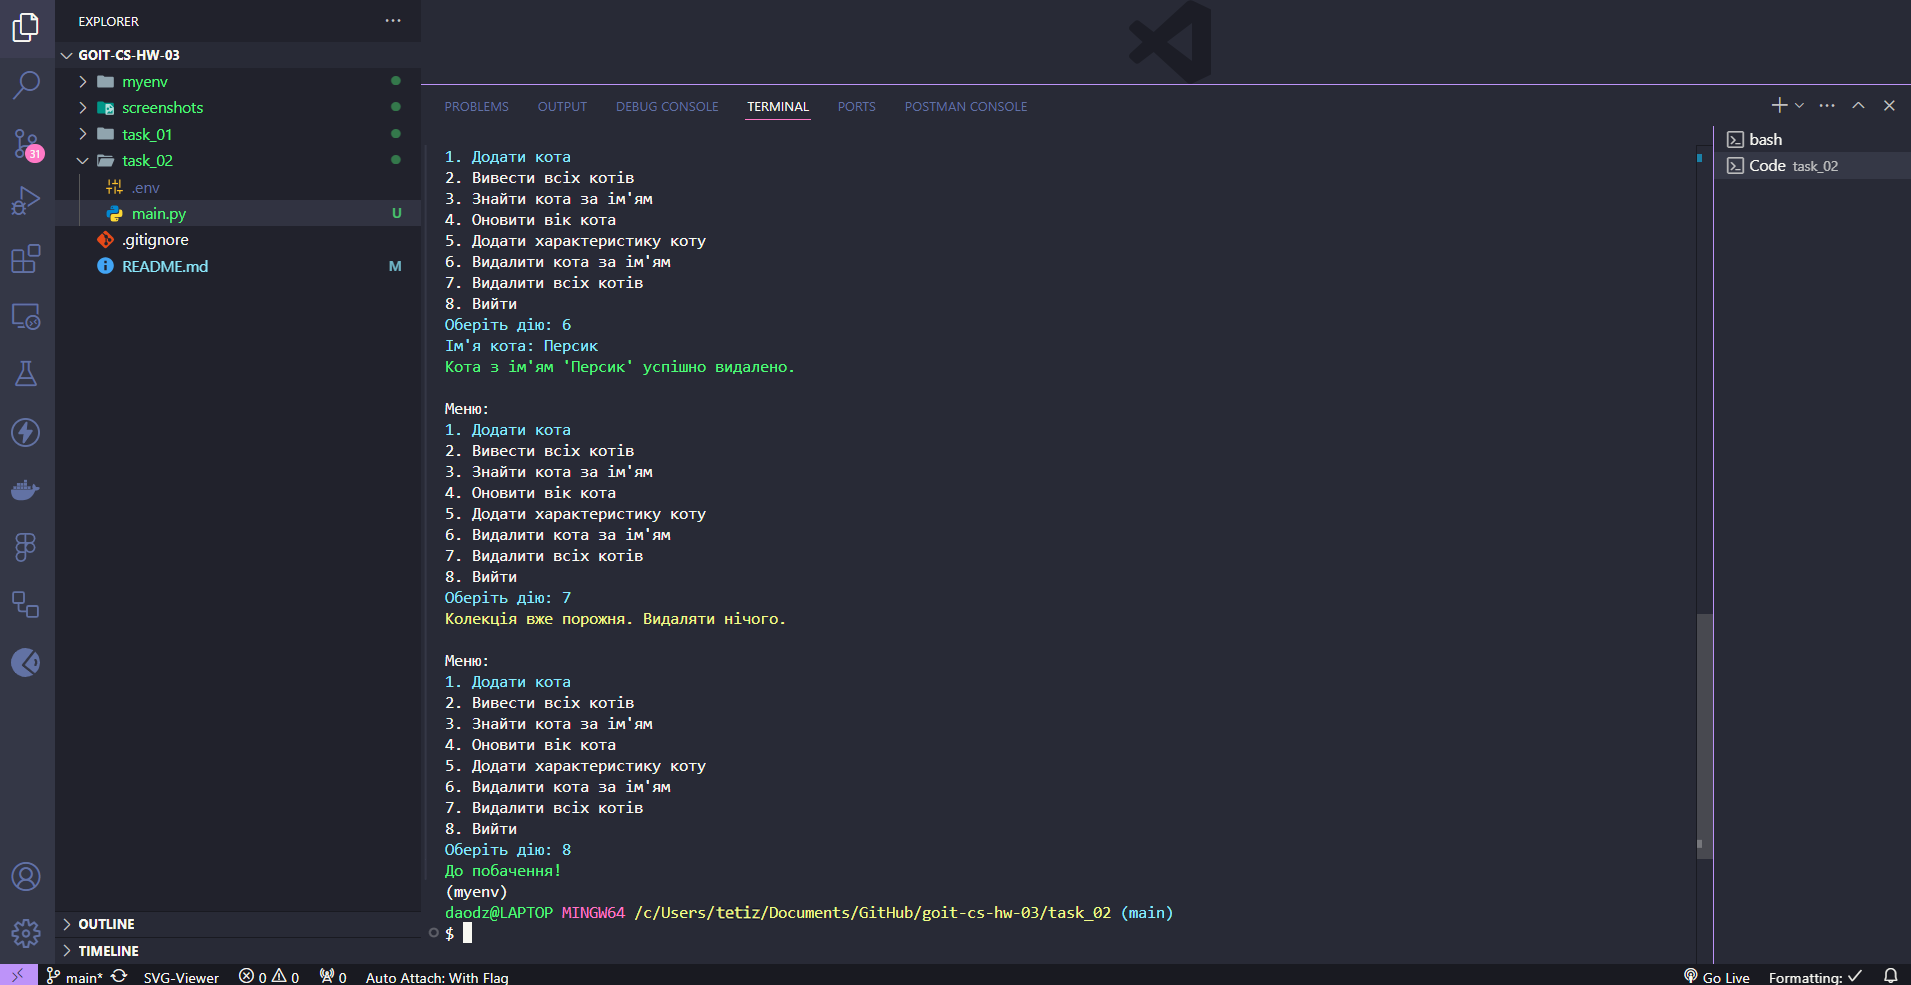 EXPLORER
GOIT-CS-HW-03
myenv
screenshots
task_01
task_02
.env
main.py U
.gitignore
README.md M
OUTLINE
TIMELINE
31
PROBLEMS OUTPUT DEBUG CONSOLE TERMINAL PORTS POSTMAN CONSOLE
1. Додати кота
2. Вивести всіх котів
3. Знайти кота за ім'ям
4. Оновити вік кота
5. Додати характеристику коту
6. Видалити кота за ім'ям
7. Видалити всіх котів
8. Вийти
Оберіть дію: 6
Ім'я кота: Персик
Кота з ім'ям 'Персик' успішно видалено.
Меню:
1. Додати кота
2. Вивести всіх котів
3. Знайти кота за ім'ям
4. Оновити вік кота
5. Додати характеристику коту
6. Видалити кота за ім'ям
7. Видалити всіх котів
8. Вийти
Оберіть дію: 7
Колекція вже порожня. Видаляти нічого.
Меню:
1. Додати кота
2. Вивести всіх котів
3. Знайти кота за ім'ям
4. Оновити вік кота
5. Додати характеристику коту
6. Видалити кота за ім'ям
7. Видалити всіх котів
8. Вийти
Оберіть дію: 8
До побачення!
(myenv)
daodz@LAPTOP MINGW64 /c/Users/tetiz/Documents/GitHub/goit-cs-hw-03/task_02 (main)
$
bash
Code task_02
main* SVG-Viewer 0 0 0 Auto Attach: With Flag Go Live Formatting: